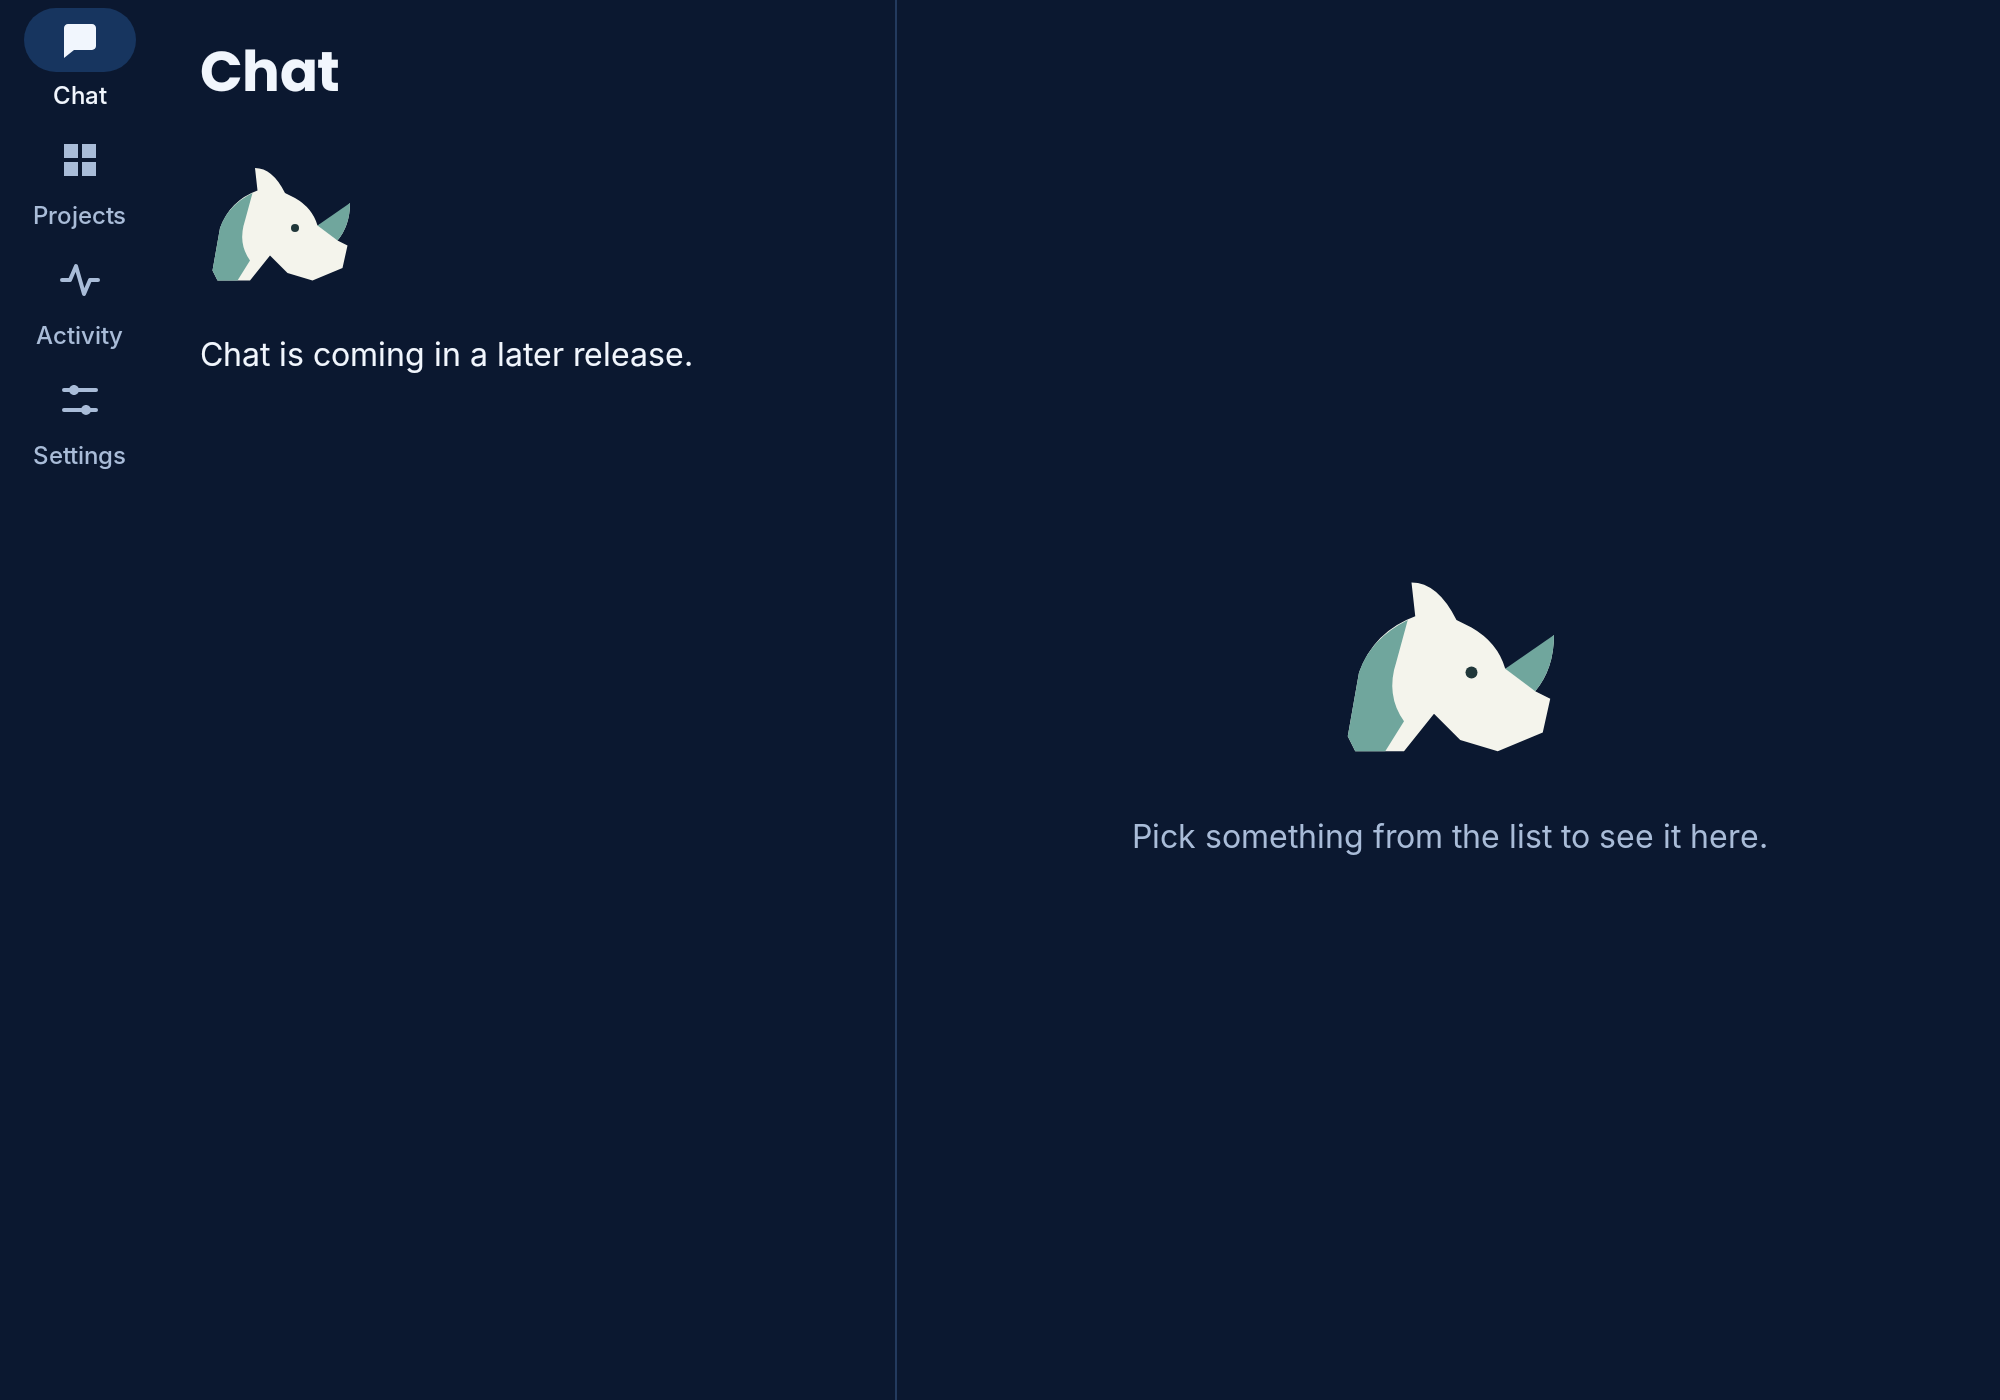 Chat
Projects
Activity
Settings
Chat
Chat is coming in a later release.
Pick something from the list to see it here.